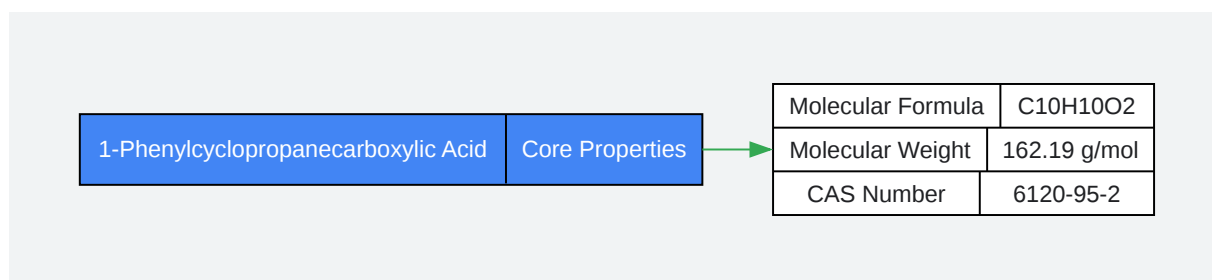 1-Phenylcyclopropanecarboxylic Acid Core Properties
Molecular Formula C10H10O2
Molecular Weight 162.19 g/mol
CAS Number 6120-95-2